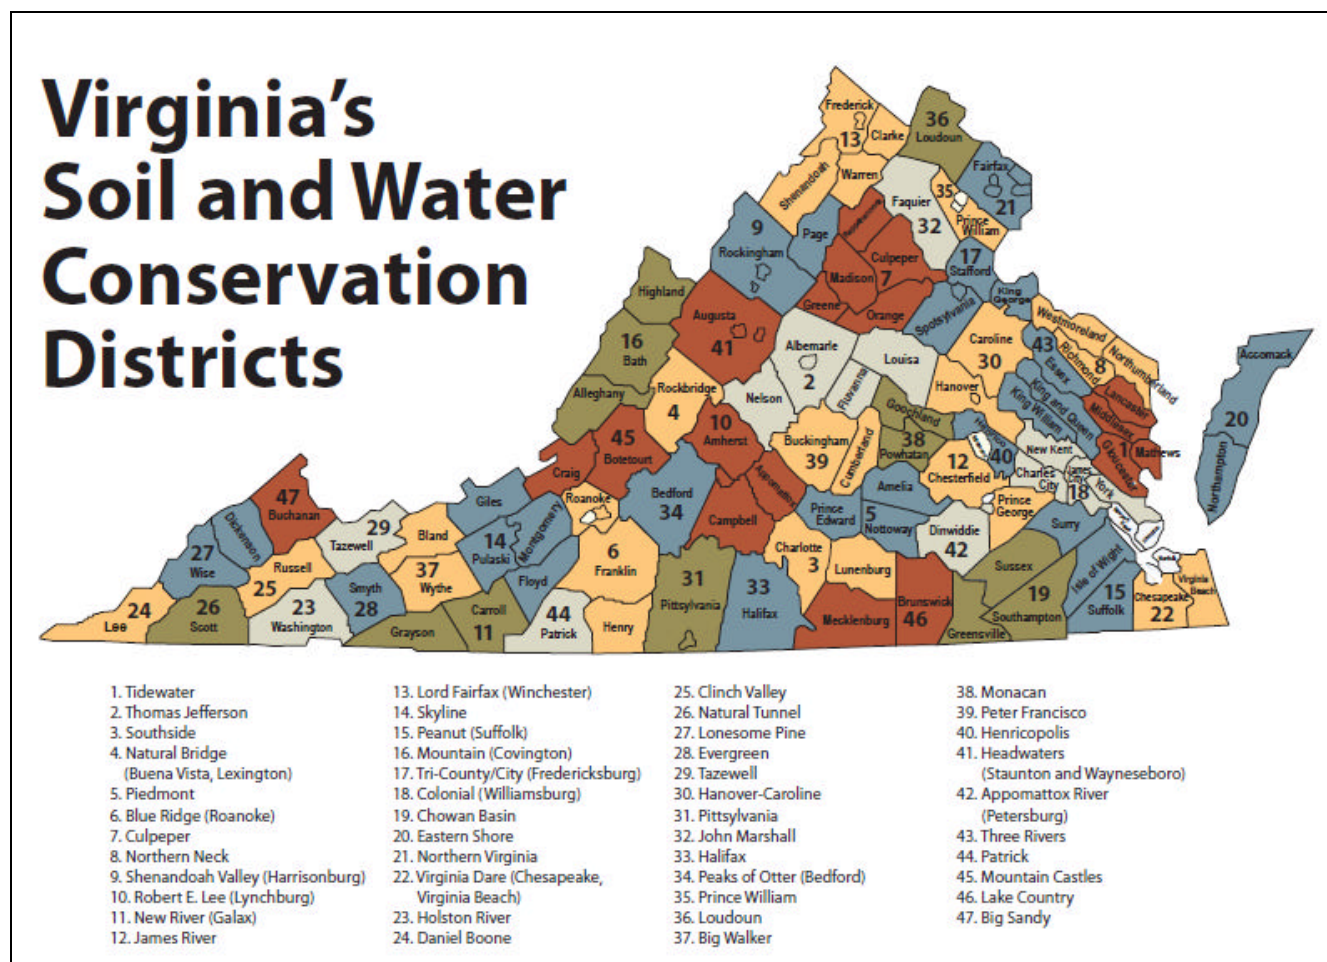 Virginia's
Soil and Water
Conservation
Districts
Frederick
13
Clarke
36
Loudoun
Shenandoah
Warren
Fairfax
21
35
Prince
William
Faquier
32
9
Rockingham
Page
Culpeper
Madison
7
17
Stafford
Greene
Orange
Spotsylvania
King
George
Highland
Augusta
41
16
Bath
Albemarle
2
Louisa
Fluvanna
Caroline
30
Hanover
Westmoreland
43
Essex
Richmond
8
Northumberland
Accomack
20
Northampton
Alleghany
Rockbridge
4
Nelson
Goochland
38
Powhatan
King and Queen
King William
Lancaster
Middlesex
Gloucester
1
Mathews
45
Botetourt
Craig
10
Amherst
Buckingham
39
Cumberland
Henrico
40
New Kent
12
Chesterfield
Charles
City
James
City
18
York
47
Buchanan
Dickenson
27
Wise
29
Tazewell
Bland
Giles
14
Pulaski
Montgomery
Roanoke
Bedford
34
Appomattox
Campbell
Prince
Edward
Amelia
5
Nottoway
Dinwiddie
42
Prince
George
Surry
Isle of Wight
Russell
25
Smyth
28
37
Wythe
Floyd
6
Franklin
31
Pittsylvania
33
Halifax
Charlotte
3
Lunenburg
Sussex
19
Southampton
15
Suffolk
Chesapeake
22
Virginia
Beach
24
Lee
26
Scott
23
Washington
Grayson
Carroll
11
44
Patrick
Henry
Mecklenburg
Brunswick
46
Greensville
1. Tidewater
2. Thomas Jefferson
3. Southside
4. Natural Bridge
(Buena Vista, Lexington)
5. Piedmont
6. Blue Ridge (Roanoke)
7. Culpeper
8. Northern Neck
9. Shenandoah Valley (Harrisonburg)
10. Robert E. Lee (Lynchburg)
11. New River (Galax)
12. James River
13. Lord Fairfax (Winchester)
14. Skyline
15. Peanut (Suffolk)
16. Mountain (Covington)
17. Tri-County/City (Fredericksburg)
18. Colonial (Williamsburg)
19. Chowan Basin
20. Eastern Shore
21. Northern Virginia
22. Virginia Dare (Chesapeake,
Virginia Beach)
23. Holston River
24. Daniel Boone
25. Clinch Valley
26. Natural Tunnel
27. Lonesome Pine
28. Evergreen
29. Tazewell
30. Hanover-Caroline
31. Pittsylvania
32. John Marshall
33. Halifax
34. Peaks of Otter (Bedford)
35. Prince William
36. Loudoun
37. Big Walker
38. Monacan
39. Peter Francisco
40. Henricopolis
41. Headwaters
(Staunton and Wayneseboro)
42. Appomattox River
(Petersburg)
43. Three Rivers
44. Patrick
45. Mountain Castles
46. Lake Country
47. Big Sandy